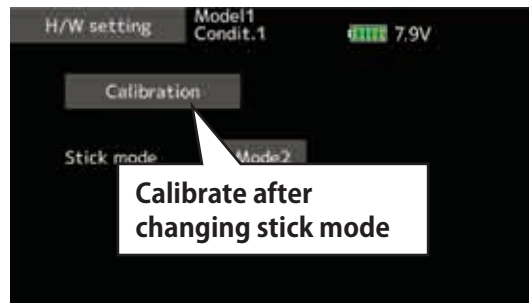 H/W setting
Model1
Condit.1
7.9V
Calibration
Stick mode
Mode2
Calibrate after
changing stick mode